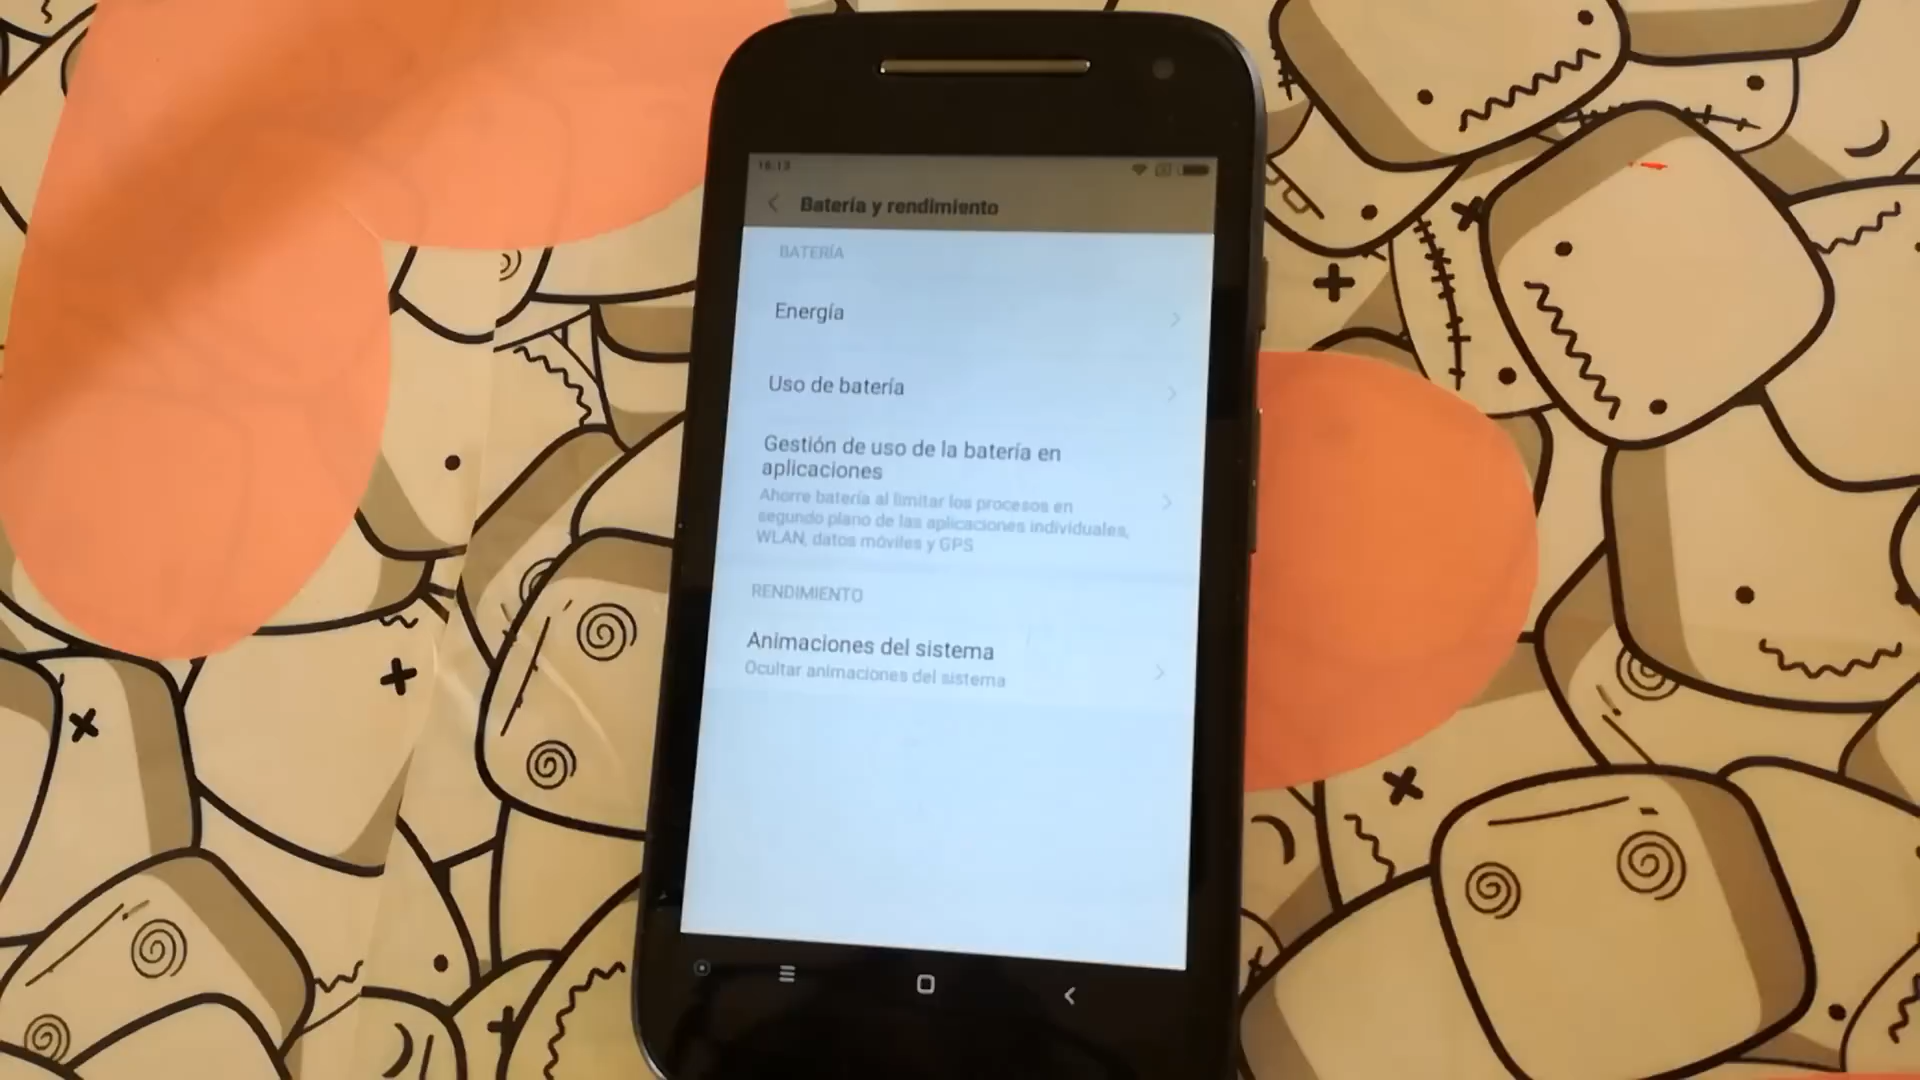 16:13
Batería y rendimiento
BATERÍA
Energía
Uso de batería
Gestión de uso de la batería en
aplicaciones
Ahorre batería al limitar los procesos en
segundo plano de las aplicaciones individuales,
WLAN, datos móviles y GPS
RENDIMIENTO
Animaciones del sistema
Ocultar animaciones del sistema